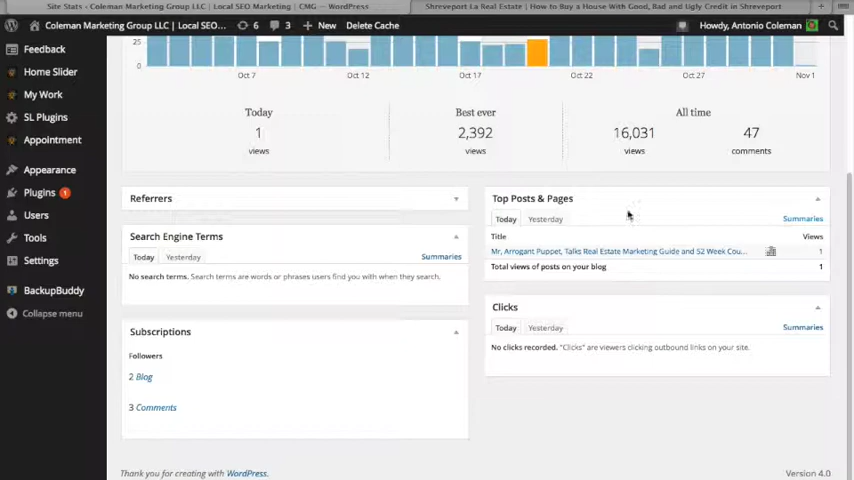 Site Stats ‹ Coleman Marketing Group LLC | Local SEO Marketing | CMG — WordPress
Shreveport La Real Estate | How to Buy a House With Good, Bad and Ugly Credit in Shreveport
Coleman Marketing Group LLC | Local SEO... 6 3 + New Delete Cache Howdy, Antonio Coleman
Feedback
Home Slider
My Work
SL Plugins
Appointment
Appearance
Plugins 1
Users
Tools
Settings
BackupBuddy
Collapse menu
25
0
Oct 7 Oct 12 Oct 17 Oct 22 Oct 27 Nov 1
Today Best ever All time
1 2,392 16,031 47
views views views comments
Referrers
Search Engine Terms
Today Yesterday Summaries
No search terms. Search terms are words or phrases users find you with when they search.
Subscriptions
Followers
2 Blog
3 Comments
Top Posts & Pages
Today Yesterday Summaries
Title Views
Mr, Arrogant Puppet, Talks Real Estate Marketing Guide and 52 Week Cou... 1
Total views of posts on your blog 1
Clicks
Today Yesterday Summaries
No clicks recorded. "Clicks" are viewers clicking outbound links on your site.
Thank you for creating with WordPress. Version 4.0